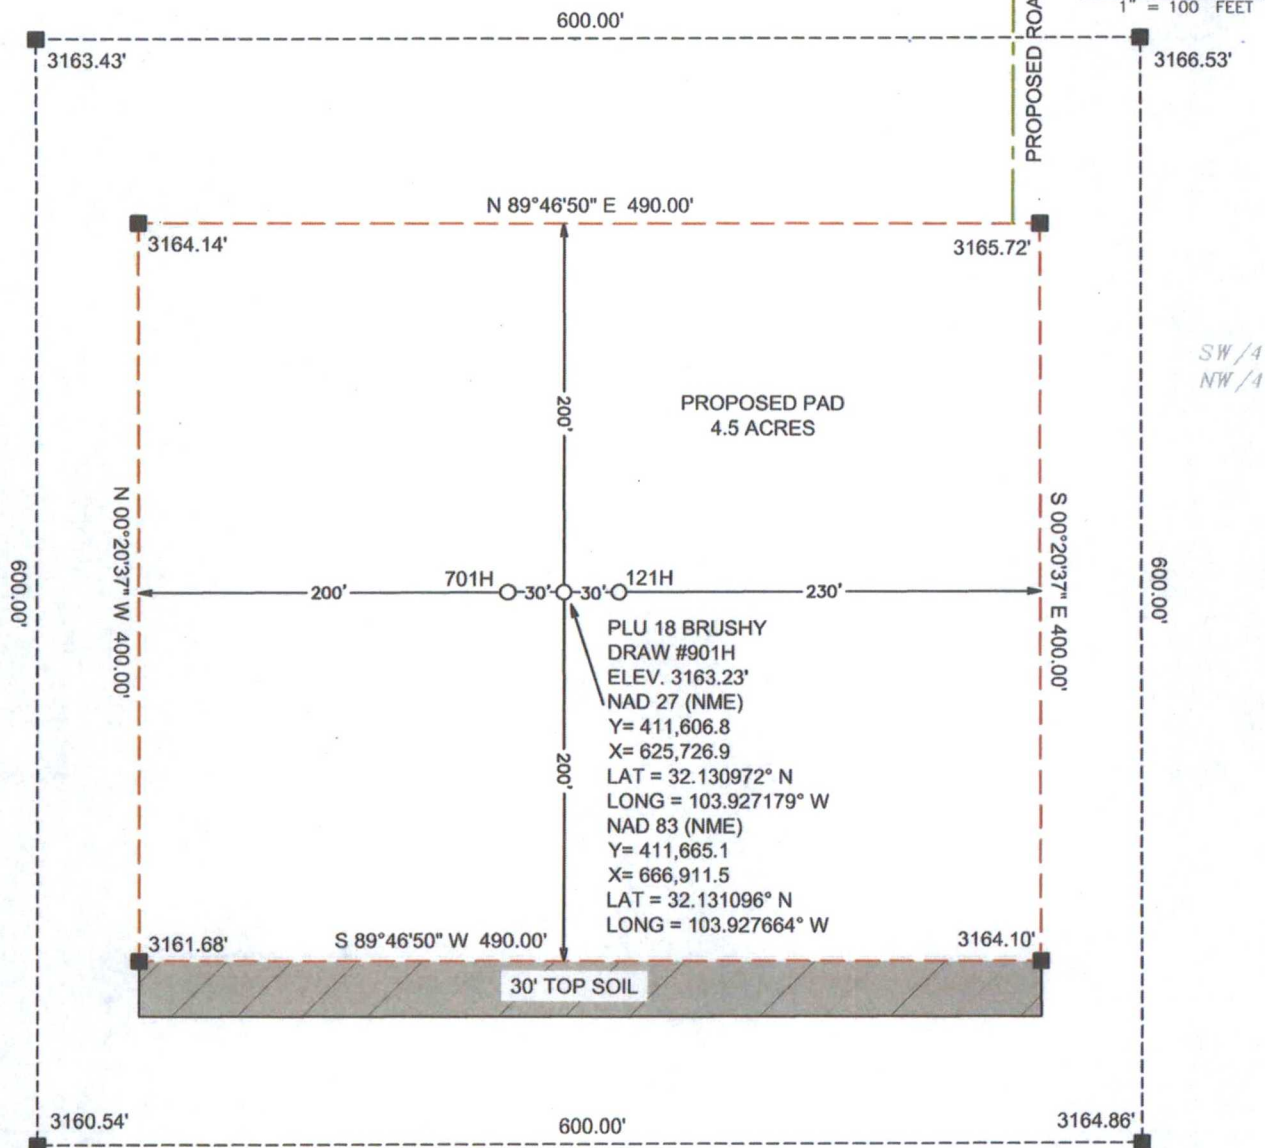 1" = 100 FEET
600.00'
3163.43'
3166.53'
PROPOSED
N 89°46'50" E 490.00'
3164.14'
3165.72'
SW/4
NW/4
200'
PROPOSED PAD
4.5 ACRES
N 00°20'37" W 400.00'
S 00°20'37" E 400.00'
600.00'
600.00'
701H
121H
200'
30'
30'
230'
PLU 18 BRUSHY
DRAW #901H
ELEV. 3163.23'
NAD 27 (NME)
Y= 411,606.8
X= 625,726.9
LAT = 32.130972° N
LONG = 103.927179° W
NAD 83 (NME)
Y= 411,665.1
X= 666,911.5
LAT = 32.131096° N
LONG = 103.927664° W
200'
3161.68'
S 89°46'50" W 490.00'
3164.10'
30' TOP SOIL
3160.54'
600.00'
3164.86'